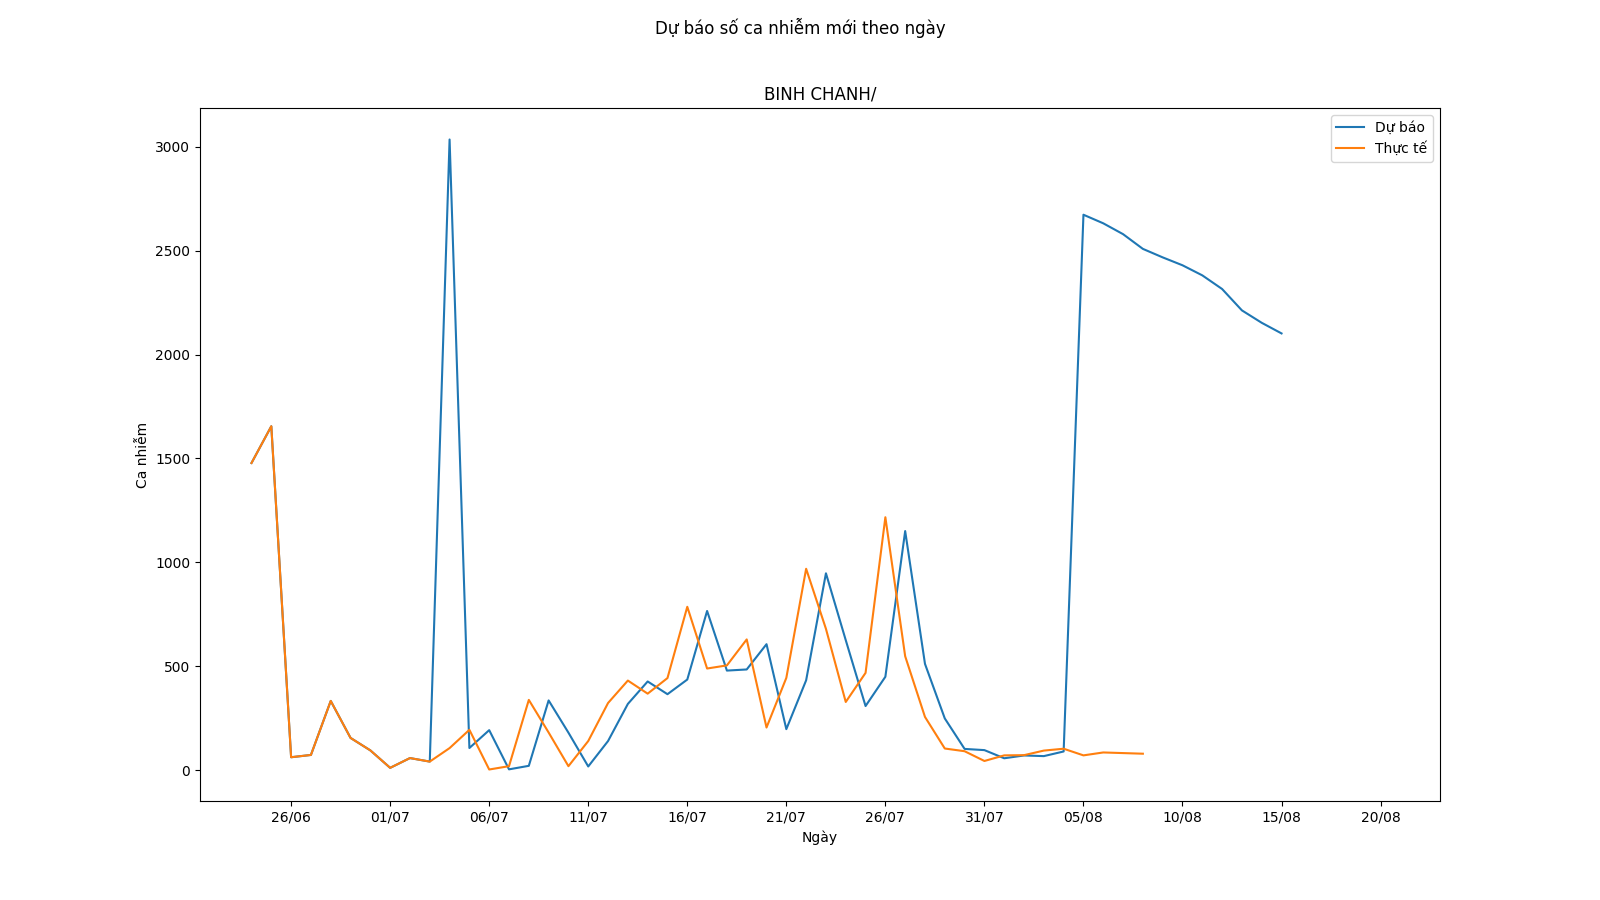 Dự báo số ca nhiễm mới theo ngày
BINH CHANH/
Dự báo
Thực tế
3000
2500
2000
1500
1000
500
0
Ca nhiễm
26/06 01/07 06/07 11/07 16/07 21/07 26/07 31/07 05/08 10/08 15/08 20/08
Ngày